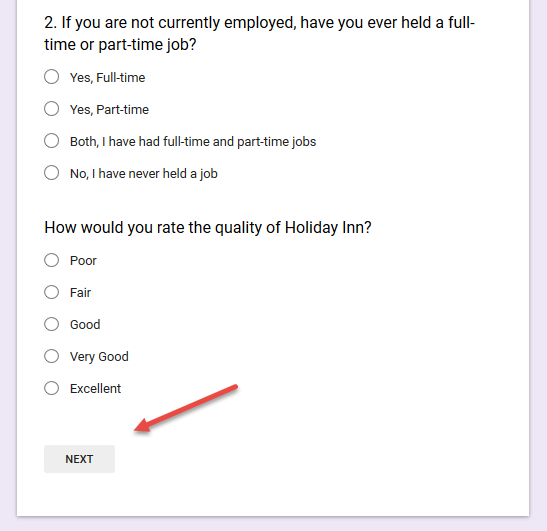 2. If you are not currently employed, have you ever held a full-
time or part-time job?
Yes, Full-time
Yes, Part-time
Both, I have had full-time and part-time jobs
No, I have never held a job
How would you rate the quality of Holiday Inn?
Poor
Fair
Good
Very Good
Excellent
NEXT